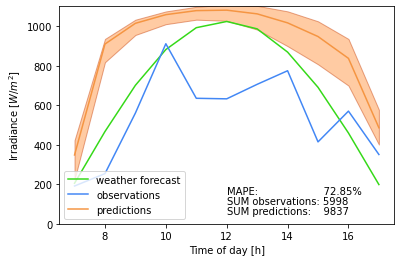 1000
800
600
400
200
0
Irradiance [W/m²]
weather forecast
observations
predictions
MAPE: 72.85%
SUM observations: 5998
SUM predictions: 9837
8 10 12 14 16
Time of day [h]